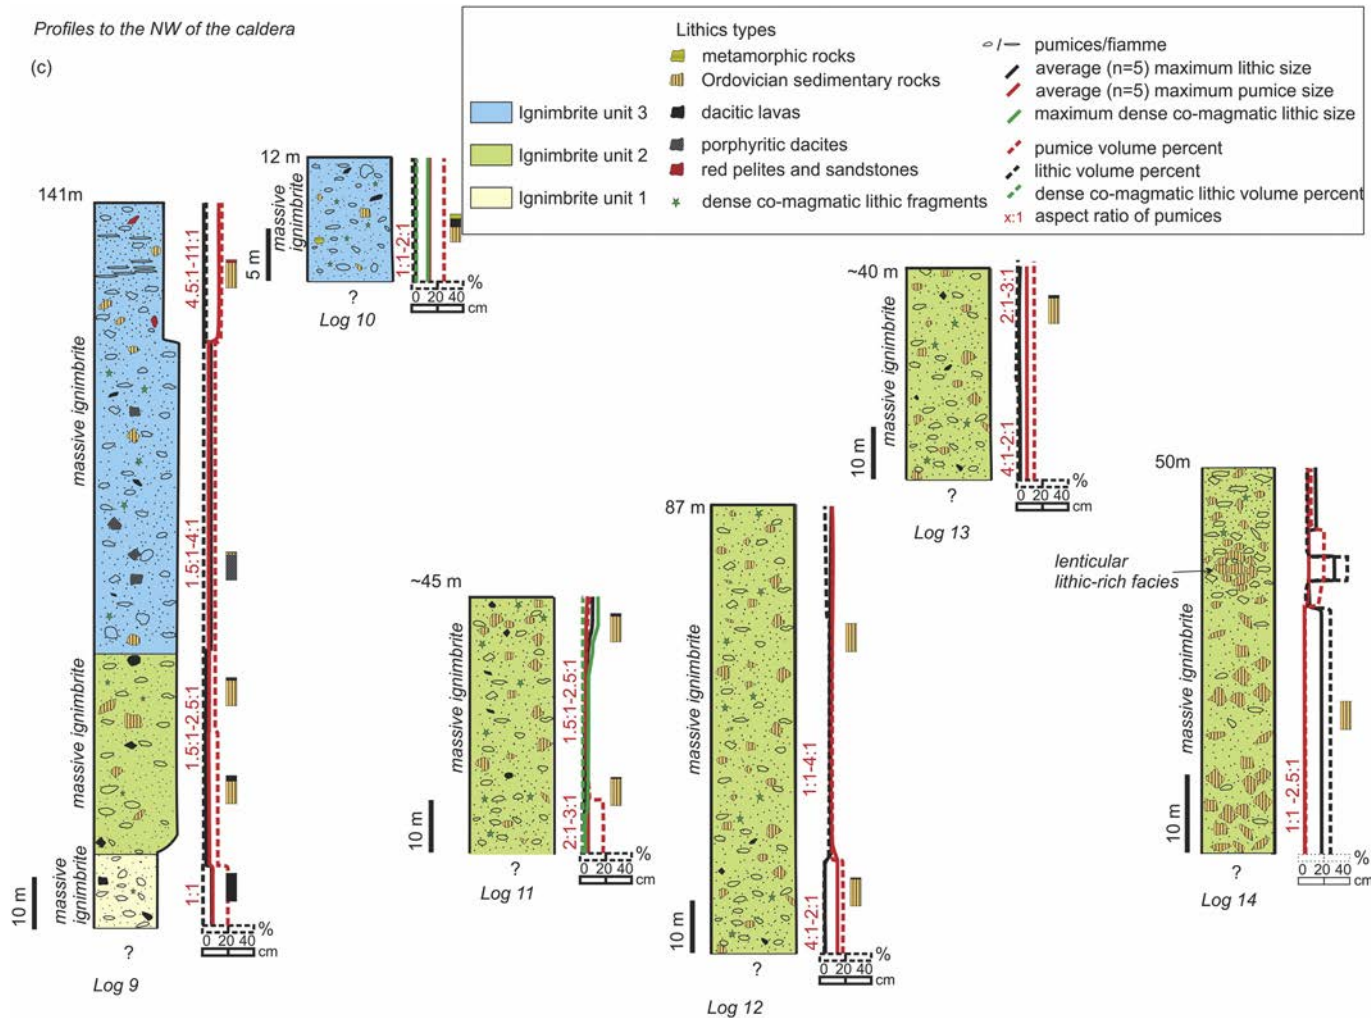 Profiles to the NW of the caldera
(c)
Ignimbrite unit 3
Ignimbrite unit 2
Ignimbrite unit 1
Lithics types
metamorphic rocks
Ordovician sedimentary rocks
dacitic lavas
porphyritic dacites
red pelites and sandstones
dense co-magmatic lithic fragments
pumices/fiamme
average (n=5) maximum lithic size
average (n=5) maximum pumice size
maximum dense co-magmatic lithic size
pumice volume percent
lithic volume percent
dense co-magmatic lithic volume percent
x:1 aspect ratio of pumices
141m
massive ignimbrite
massive ignimbrite
massive ignimbrite
10 m
4.5:1-11:1
1.5:1-4:1
1.5:1-2.5:1
1:1
0 20 40
%
cm
?
Log 9
12 m
massive ignimbrite
5 m
1:1-2:1
%
0 20 40
cm
?
Log 10
~45 m
massive ignimbrite
10 m
1.5:1-2.5:1
2:1-3:1
%
0 20 40
cm
?
Log 11
87 m
massive ignimbrite
10 m
1:1-4:1
4:1-2:1
%
0 20 40
cm
?
Log 12
~40 m
massive ignimbrite
10 m
2:1-3:1
4:1-2:1
%
0 20 40
cm
?
Log 13
50m
lenticular
lithic-rich facies
massive ignimbrite
10 m
1:1 -2.5:1
%
0 20 40
cm
?
Log 14